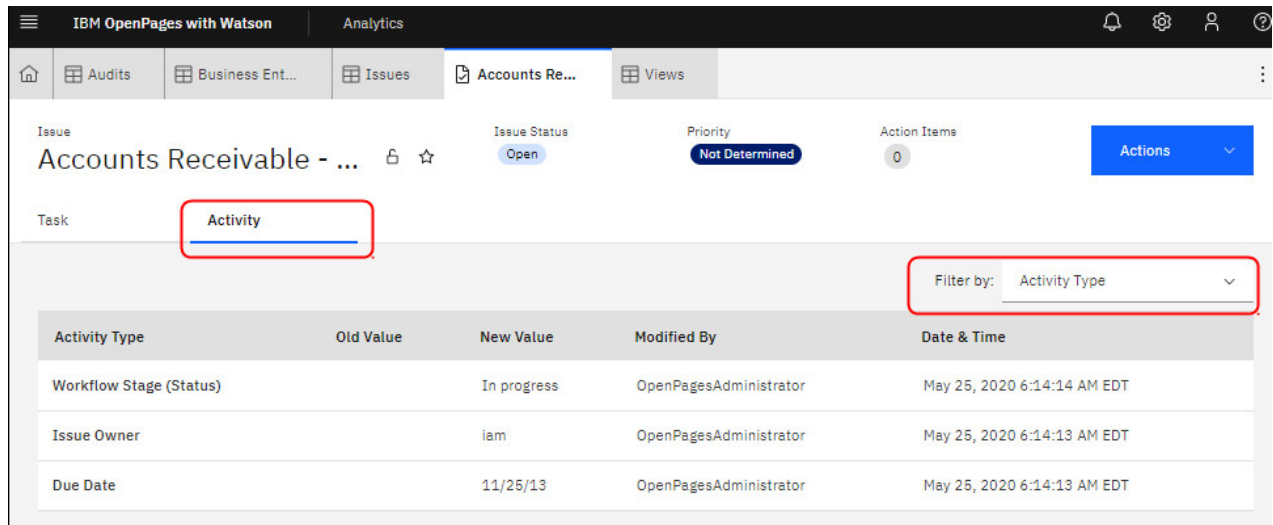 IBM OpenPages with Watson Analytics
Audits Business Ent... Issues Accounts Re... Views
Issue Issue Status Priority Action Items
Accounts Receivable - ... Open Not Determined 0 Actions
Task Activity
Filter by: Activity Type
Activity Type Old Value New Value Modified By Date & Time
Workflow Stage (Status) In progress OpenPagesAdministrator May 25, 2020 6:14:14 AM EDT
Issue Owner iam OpenPagesAdministrator May 25, 2020 6:14:13 AM EDT
Due Date 11/25/13 OpenPagesAdministrator May 25, 2020 6:14:13 AM EDT